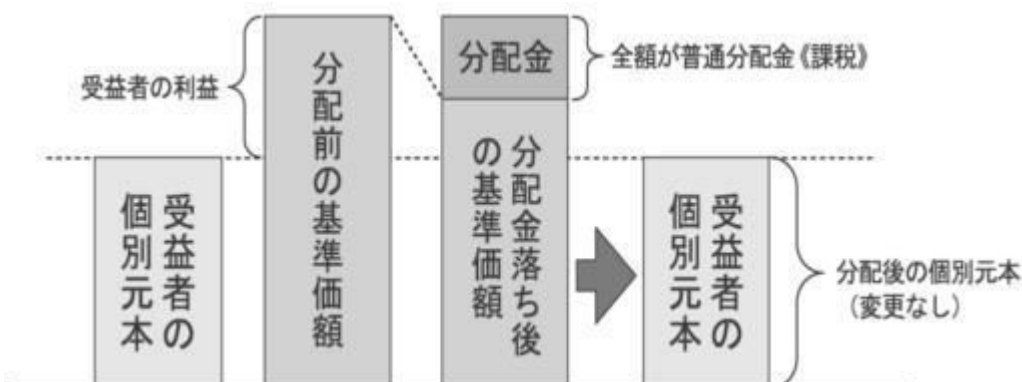 受益者の利益
受益者の
個別元本
分配前の基準価額
分配金
全額が普通分配金《課税》
分配金落ち後
の基準価額
受益者の
個別元本
分配後の個別元本
（変更なし）